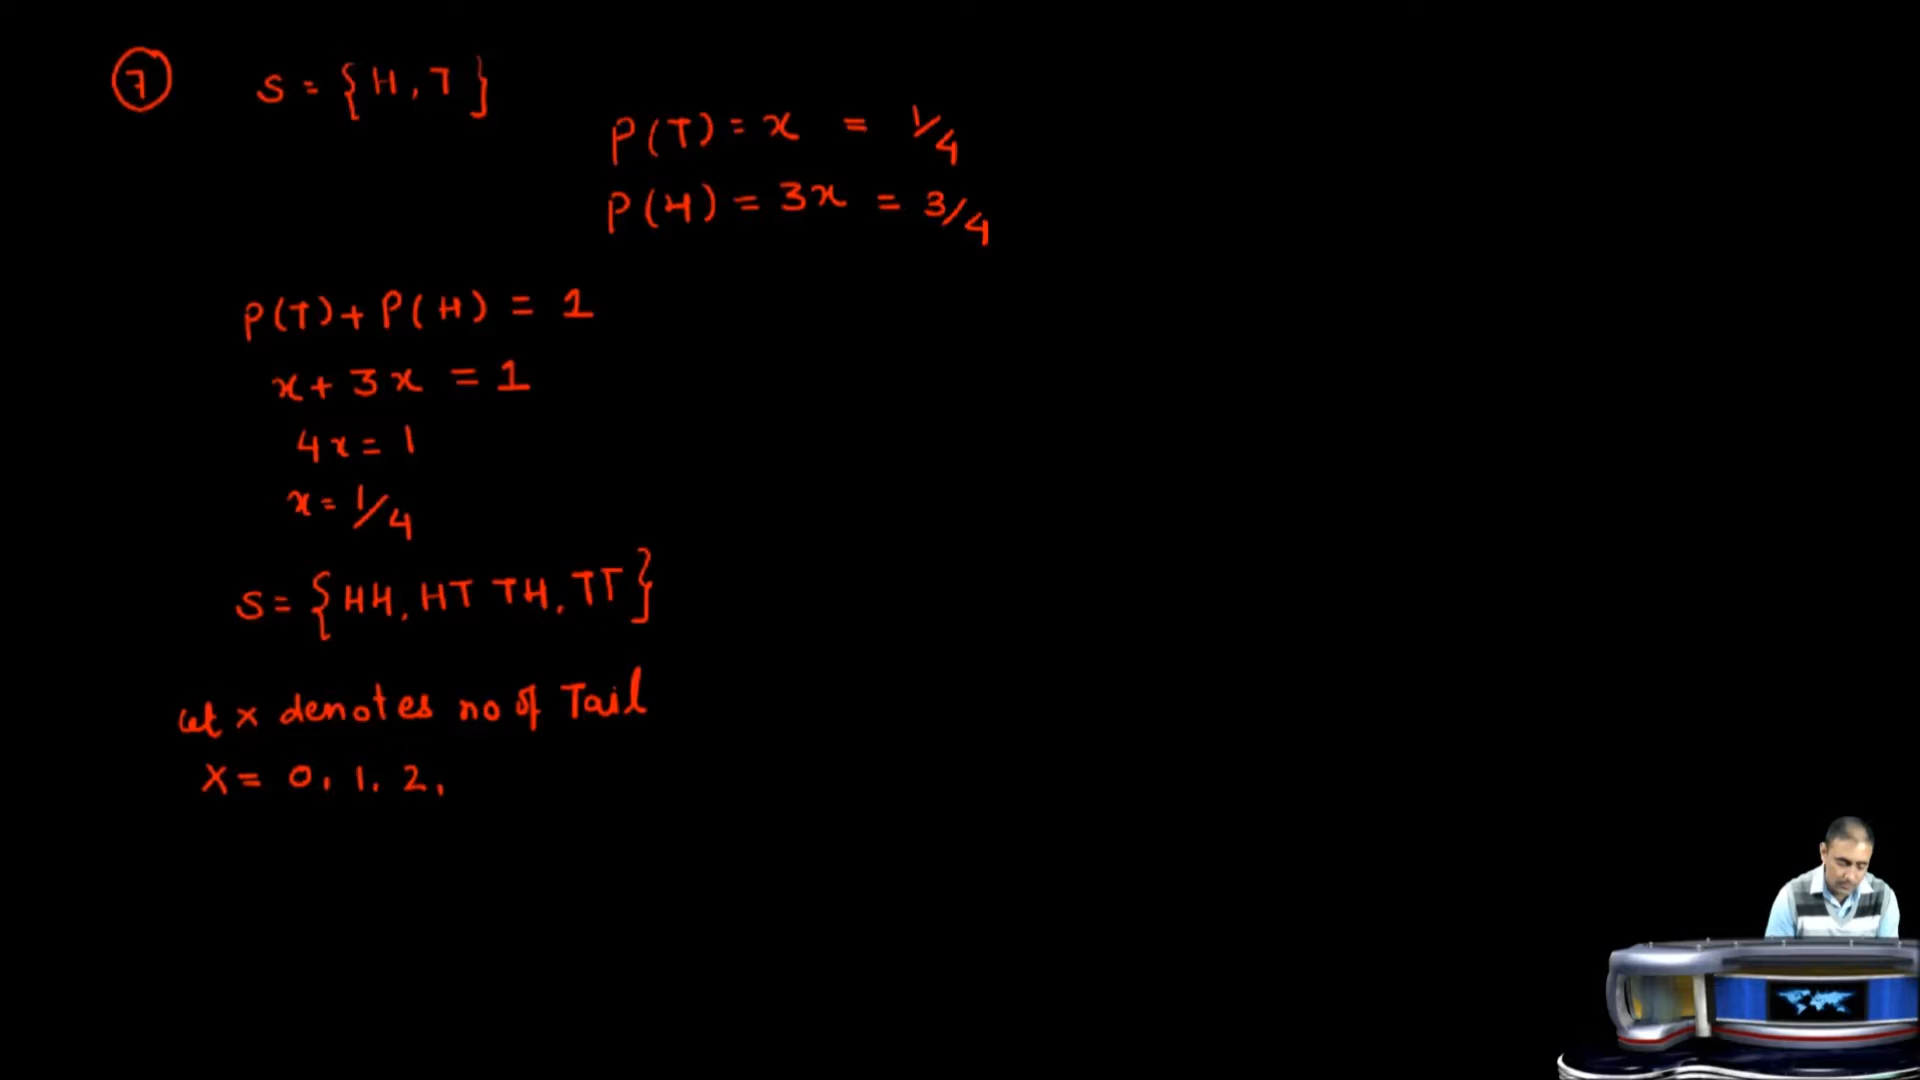 7
S = {H, T}
P(T) = x = 1/4
P(H) = 3x = 3/4
P(T) + P(H) = 1
x + 3x = 1
4x = 1
x = 1/4
S = {HH, HT TH, TT}
let x denotes no of Tail
X = 0, 1, 2,